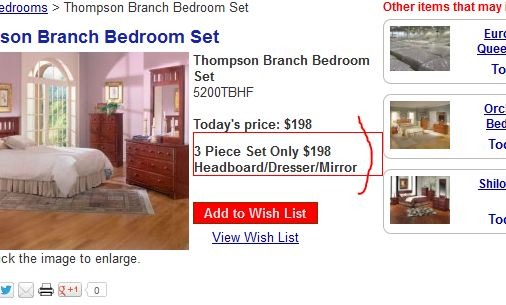 edrooms > Thompson Branch Bedroom Set
son Branch Bedroom Set
Thompson Branch Bedroom
Set
5200TBHF
Today's price: $198
3 Piece Set Only $198
Headboard/Dresser/Mirror
Add to Wish List
View Wish List
ck the image to enlarge.
+1
0
Other items that may i
Euro
Quee
To
Orc
Bed
Too
Shilo
Too